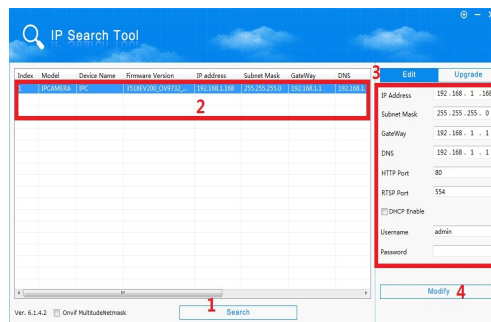 IP Search Tool
Index Model Device Name Firmware Version IP address Subnet Mask GateWay DNS
1 IPCAMERA IPC 3518EV200_OV9732_... 192.168.1.168 255.255.255.0 192.168.1.1 192.168.1.
2
3 Edit Upgrade
IP Address 192 . 168 . 1 . 168
Subnet Mask 255 . 255 . 255 . 0
GateWay 192 . 168 . 1 . 1
DNS 192 . 168 . 1 . 1
HTTP Port 80
RTSP Port 554
DHCP Enable
Username admin
Password
Modify 4
Ver. 6.1.4.2 Onvif MultitudeNetmask 1 Search